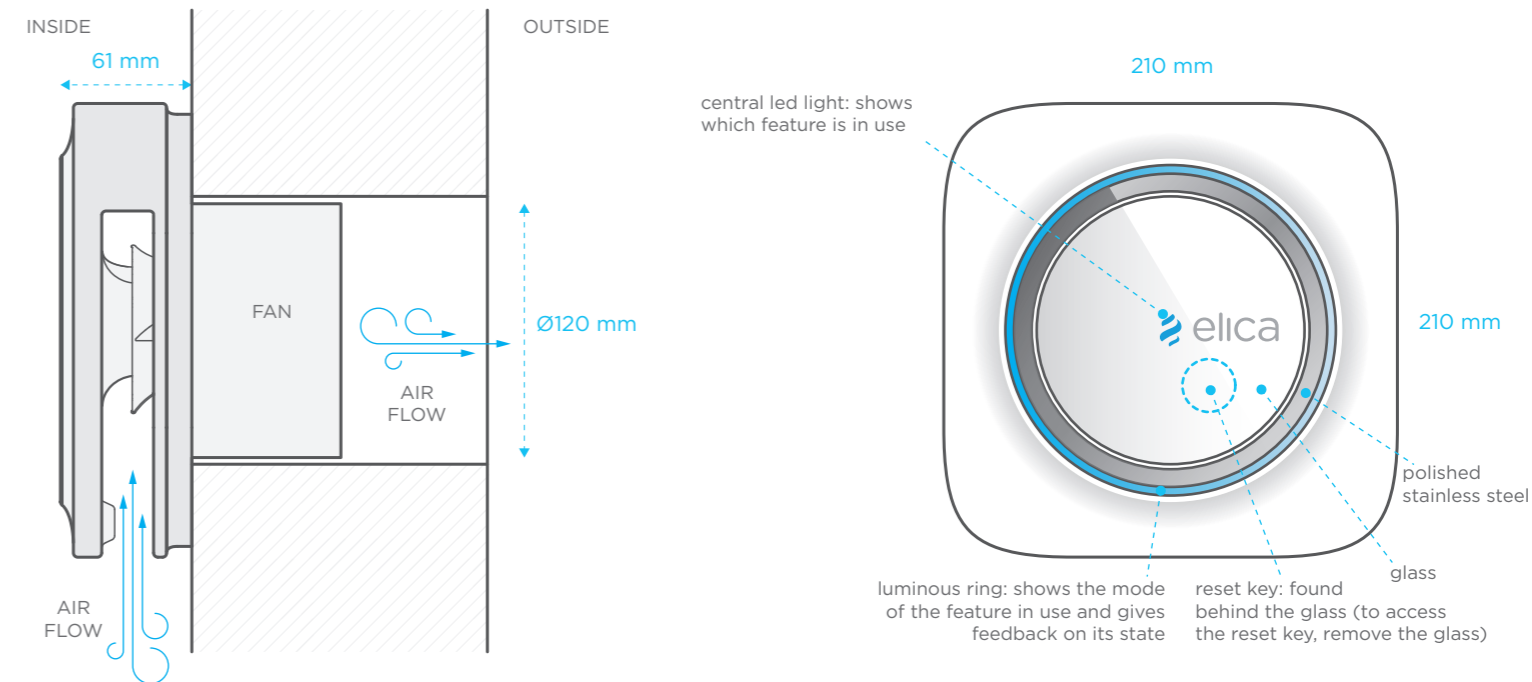 INSIDE
OUTSIDE
61 mm
FAN
Ø120 mm
AIR
FLOW
AIR
FLOW
210 mm
central led light: shows
which feature is in use
elica
210 mm
polished
stainless steel
glass
luminous ring: shows the mode
of the feature in use and gives
feedback on its state
reset key: found
behind the glass (to access
the reset key, remove the glass)